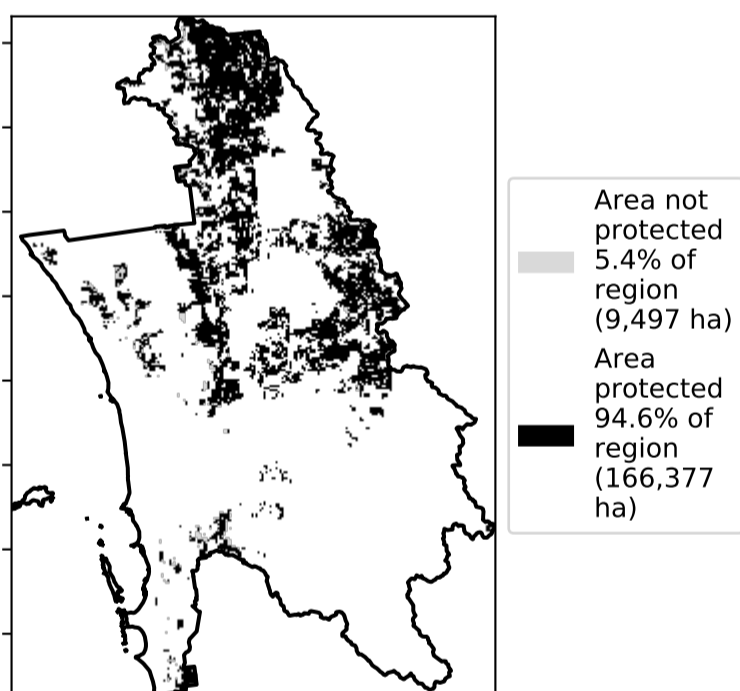 Area not
protected
5.4% of
region
(9,497 ha)
Area
protected
94.6% of
region
(166,377
ha)